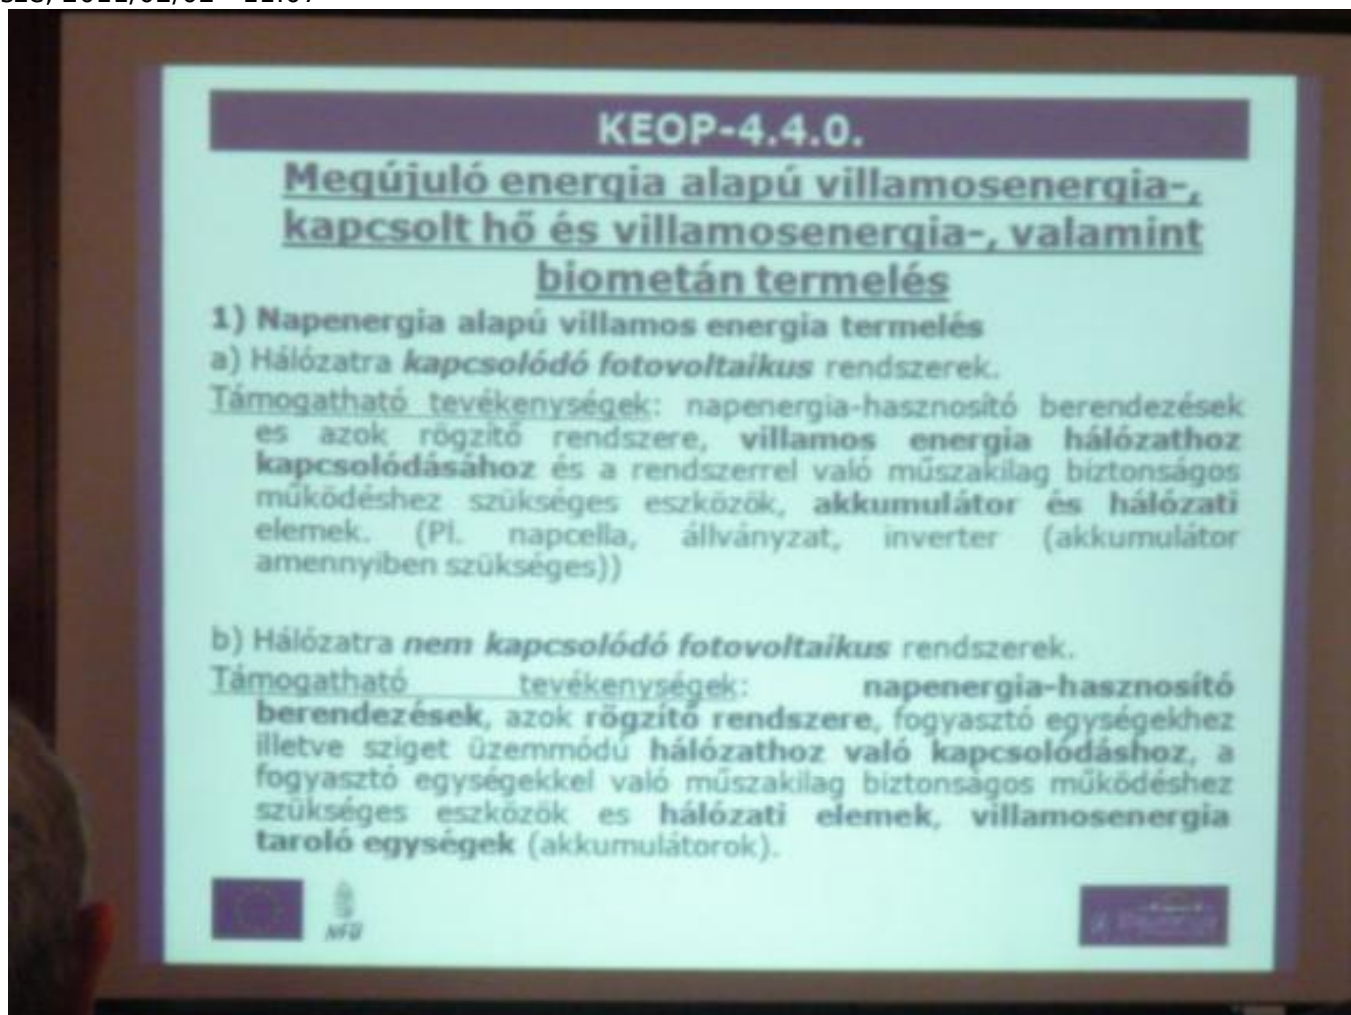 KEOP-4.4.0.
Megújuló energia alapú villamosenergia-,
kapcsolt hő és villamosenergia-, valamint
biometán termelés
1) Napenergia alapú villamos energia termelés
a) Hálózatra kapcsolódó fotovoltaikus rendszerek.
Támogatható tevékenységek: napenergia-hasznosító berendezések
es azok rögzítő rendszere, villamos energia hálózathoz
kapcsolódásához és a rendszerrel való műszakilag biztonságos
működéshez szükséges eszközök, akkumulátor és hálózati
elemek. (Pl. napcella, állványzat, inverter (akkumulátor
amennyiben szükséges))
b) Hálózatra nem kapcsolódó fotovoltaikus rendszerek.
Támogatható tevékenységek: napenergia-hasznosító
berendezések, azok rögzítő rendszere, fogyasztó egységekhez
illetve sziget üzemmódú hálózathoz való kapcsolódáshoz, a
fogyasztó egységekkel való műszakilag biztonságos működéshez
szükséges eszközök es hálózati elemek, villamosenergia
taroló egységek (akkumulátorok).
NFÜ